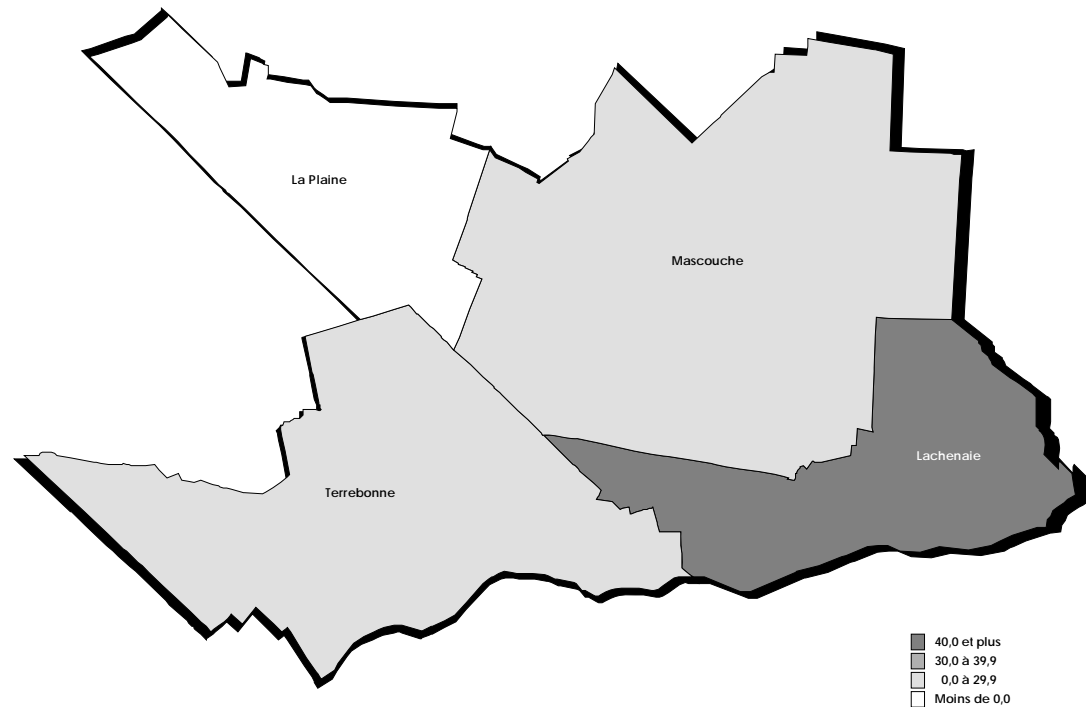 La Plaine
Mascouche
Lachenaie
Terrebonne
40,0 et plus
30,0 à 39,9
0,0 à 29,9
Moins de 0,0